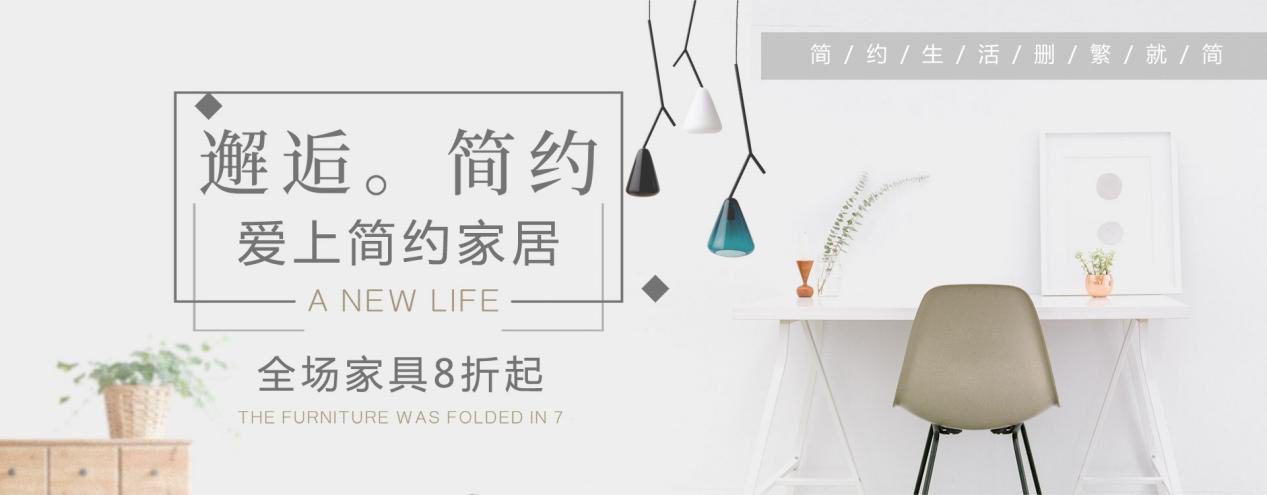 简/约/生/活/删/繁/就/简
邂逅。简约
爱上简约家居
A NEW LIFE
全场家具8折起
THE FURNITURE WAS FOLDED IN 7